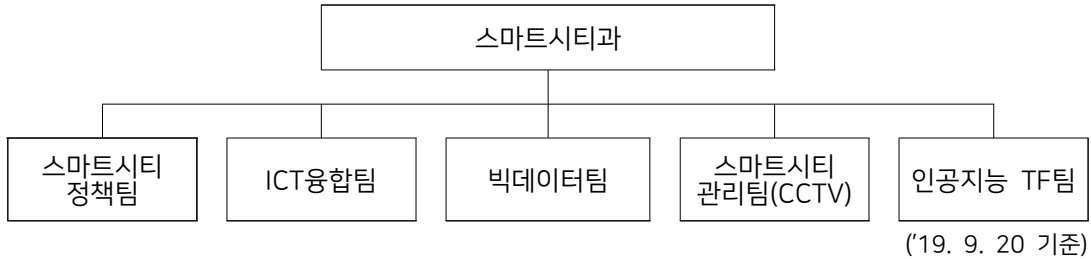 스마트시티과
스마트시티
정책팀
ICT융합팀
빅데이터팀
스마트시티
관리팀(CCTV)
인공지능 TF팀
('19. 9. 20 기준)